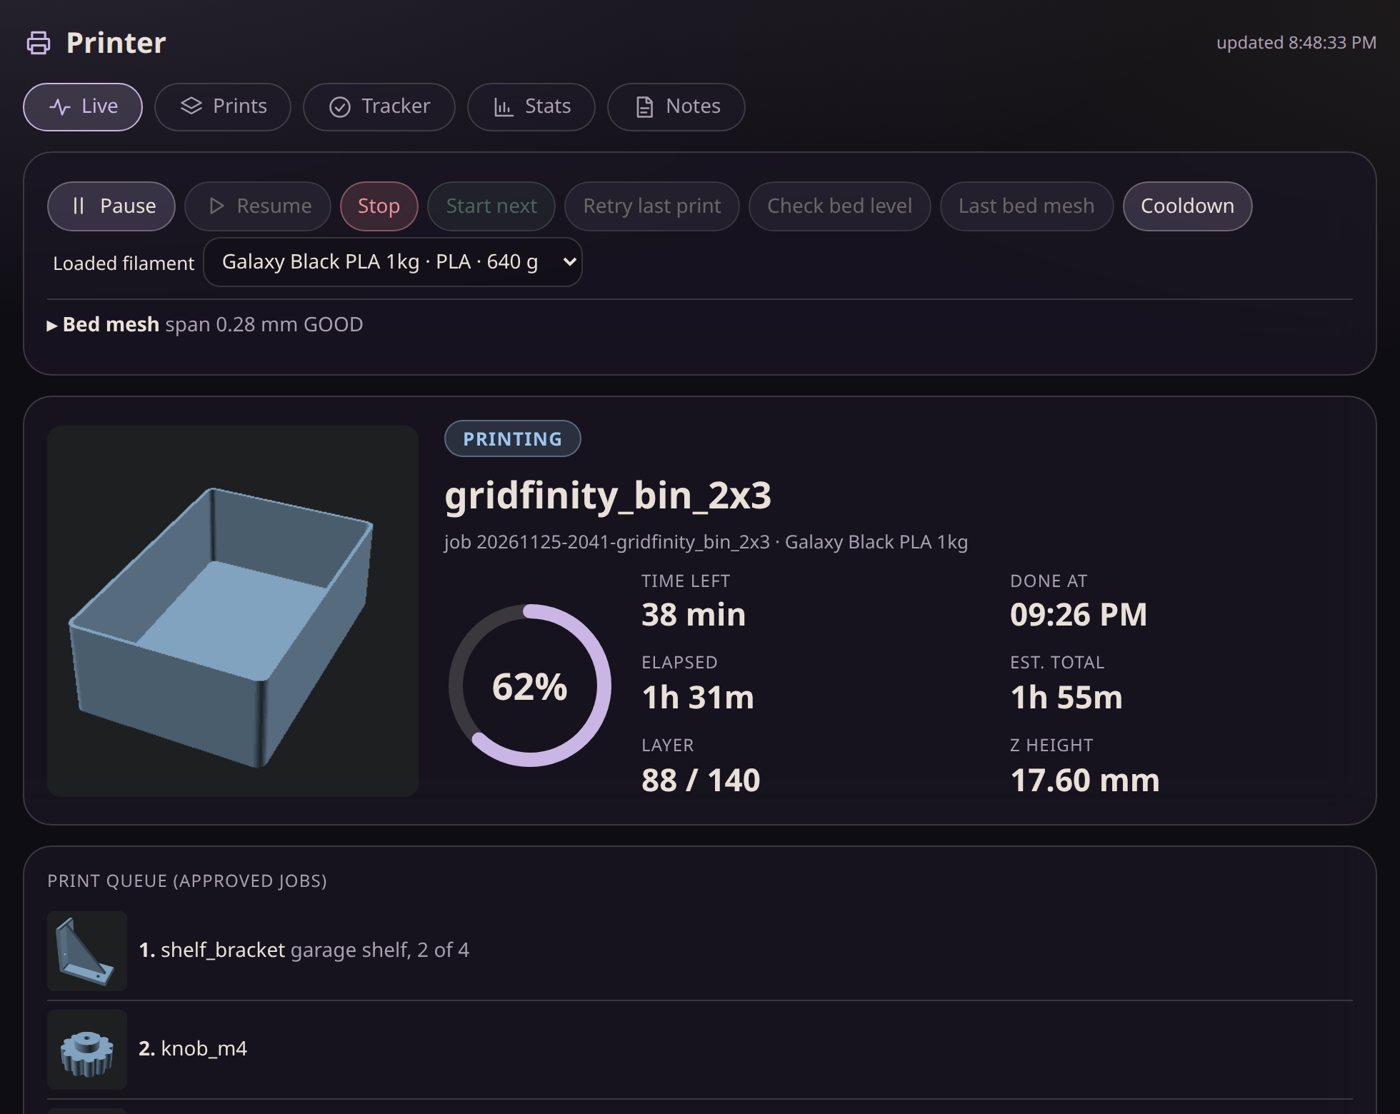 Printer
updated 8:48:33 PM
Live Prints Tracker Stats Notes
Pause Resume Stop Start next Retry last print Check bed level Last bed mesh Cooldown
Loaded filament Galaxy Black PLA 1kg · PLA · 640 g
▸ Bed mesh span 0.28 mm GOOD
PRINTING
gridfinity_bin_2x3
job 20261125-2041-gridfinity_bin_2x3 · Galaxy Black PLA 1kg
62%
TIME LEFT
38 min
DONE AT
09:26 PM
ELAPSED
1h 31m
EST. TOTAL
1h 55m
LAYER
88 / 140
Z HEIGHT
17.60 mm
PRINT QUEUE (APPROVED JOBS)
1. shelf_bracket garage shelf, 2 of 4
2. knob_m4